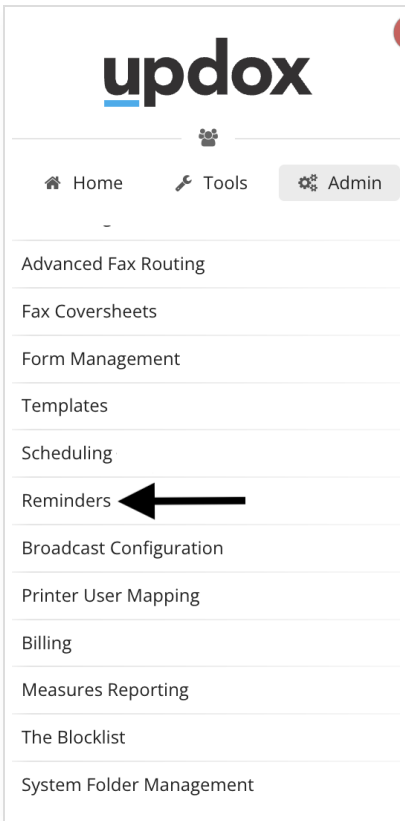 updox
Home Tools Admin
Advanced Fax Routing
Fax Coversheets
Form Management
Templates
Scheduling
Reminders
Broadcast Configuration
Printer User Mapping
Billing
Measures Reporting
The Blocklist
System Folder Management